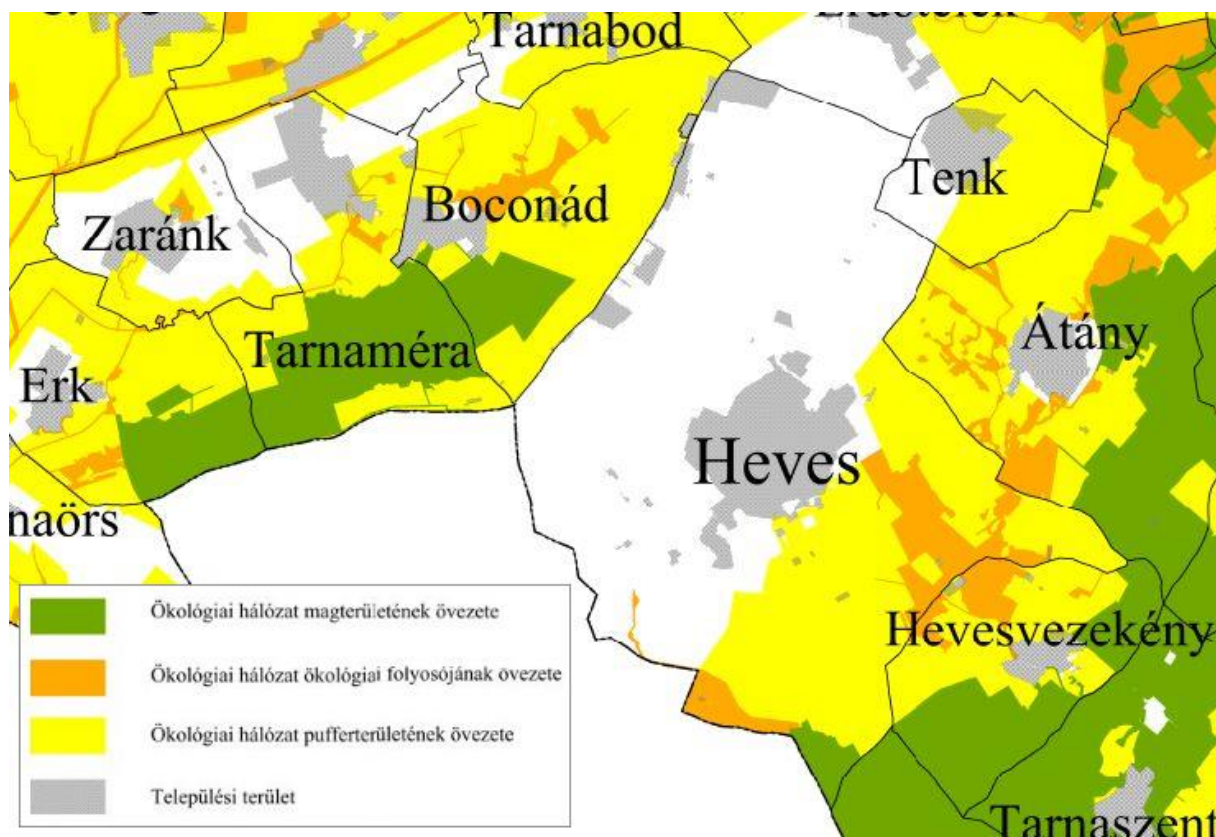 Erdőtelek
Tarnabod
Tenk
Boconád
Zaránk
Átány
Tarnaméra
Erk
Heves
naörs
Hevesvezekény
Tarnaszent
Ökológiai hálózat magterületének övezete
Ökológiai hálózat ökológiai folyosójának övezete
Ökológiai hálózat pufferterületének övezete
Települési terület